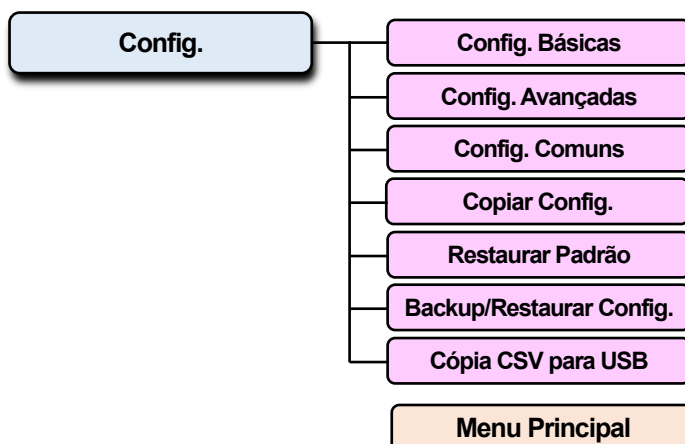 Config.
Config. Básicas
Config. Avançadas
Config. Comuns
Copiar Config.
Restaurar Padrão
Backup/Restaurar Config.
Cópia CSV para USB
Menu Principal